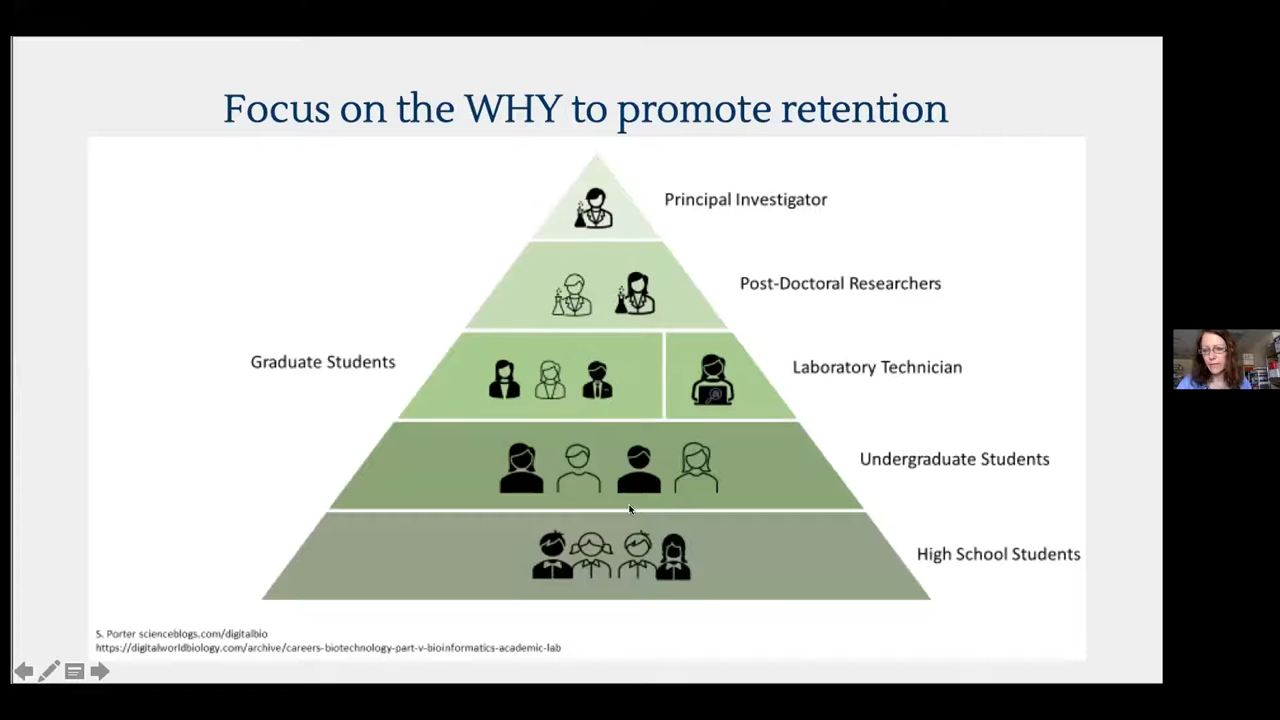 Focus on the WHY to promote retention
Principal Investigator
Post-Doctoral Researchers
Graduate Students
Laboratory Technician
Undergraduate Students
High School Students
S. Porter scienceblogs.com/digitalbio
https://digitalworldbiology.com/archive/careers-biotechnology-part-v-bioinformatics-academic-lab